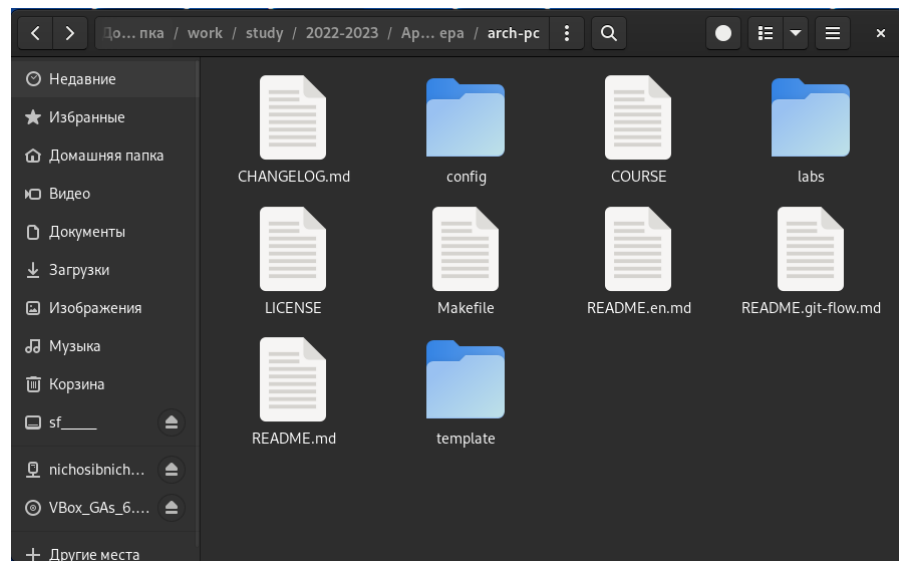 До... пка / work / study / 2022-2023 / Ар... ера / arch-pc
Недавние
Избранные
Домашняя папка
Видео
Документы
Загрузки
Изображения
Музыка
Корзина
sf_____
nichosibnich...
VBox_GAs_6....
Другие места
CHANGELOG.md
config
COURSE
labs
LICENSE
Makefile
README.en.md
README.git-flow.md
README.md
template